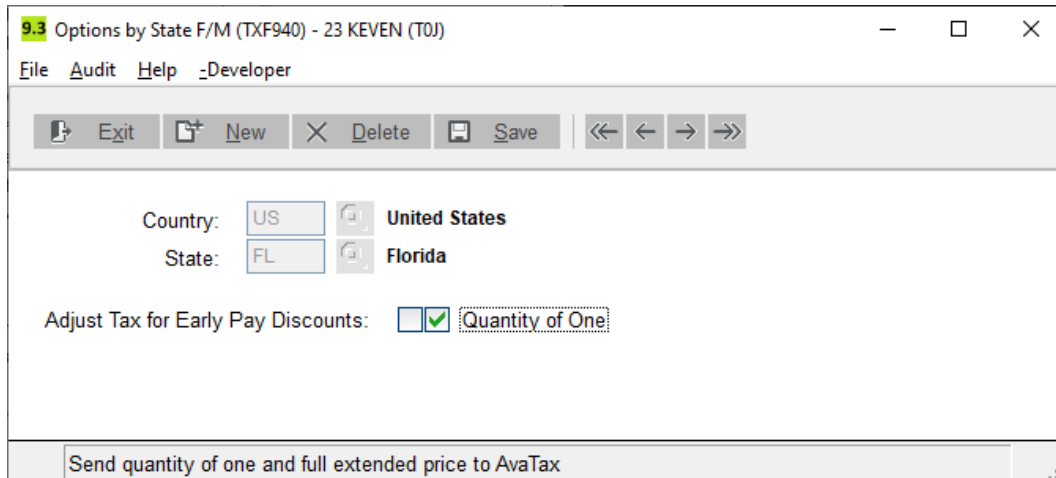 9.3 Options by State F/M (TXF940) - 23 KEVEN (T0J)
File Audit Help -Developer
Exit New Delete Save
Country: US United States
State: FL Florida
Adjust Tax for Early Pay Discounts: Quantity of One
Send quantity of one and full extended price to AvaTax